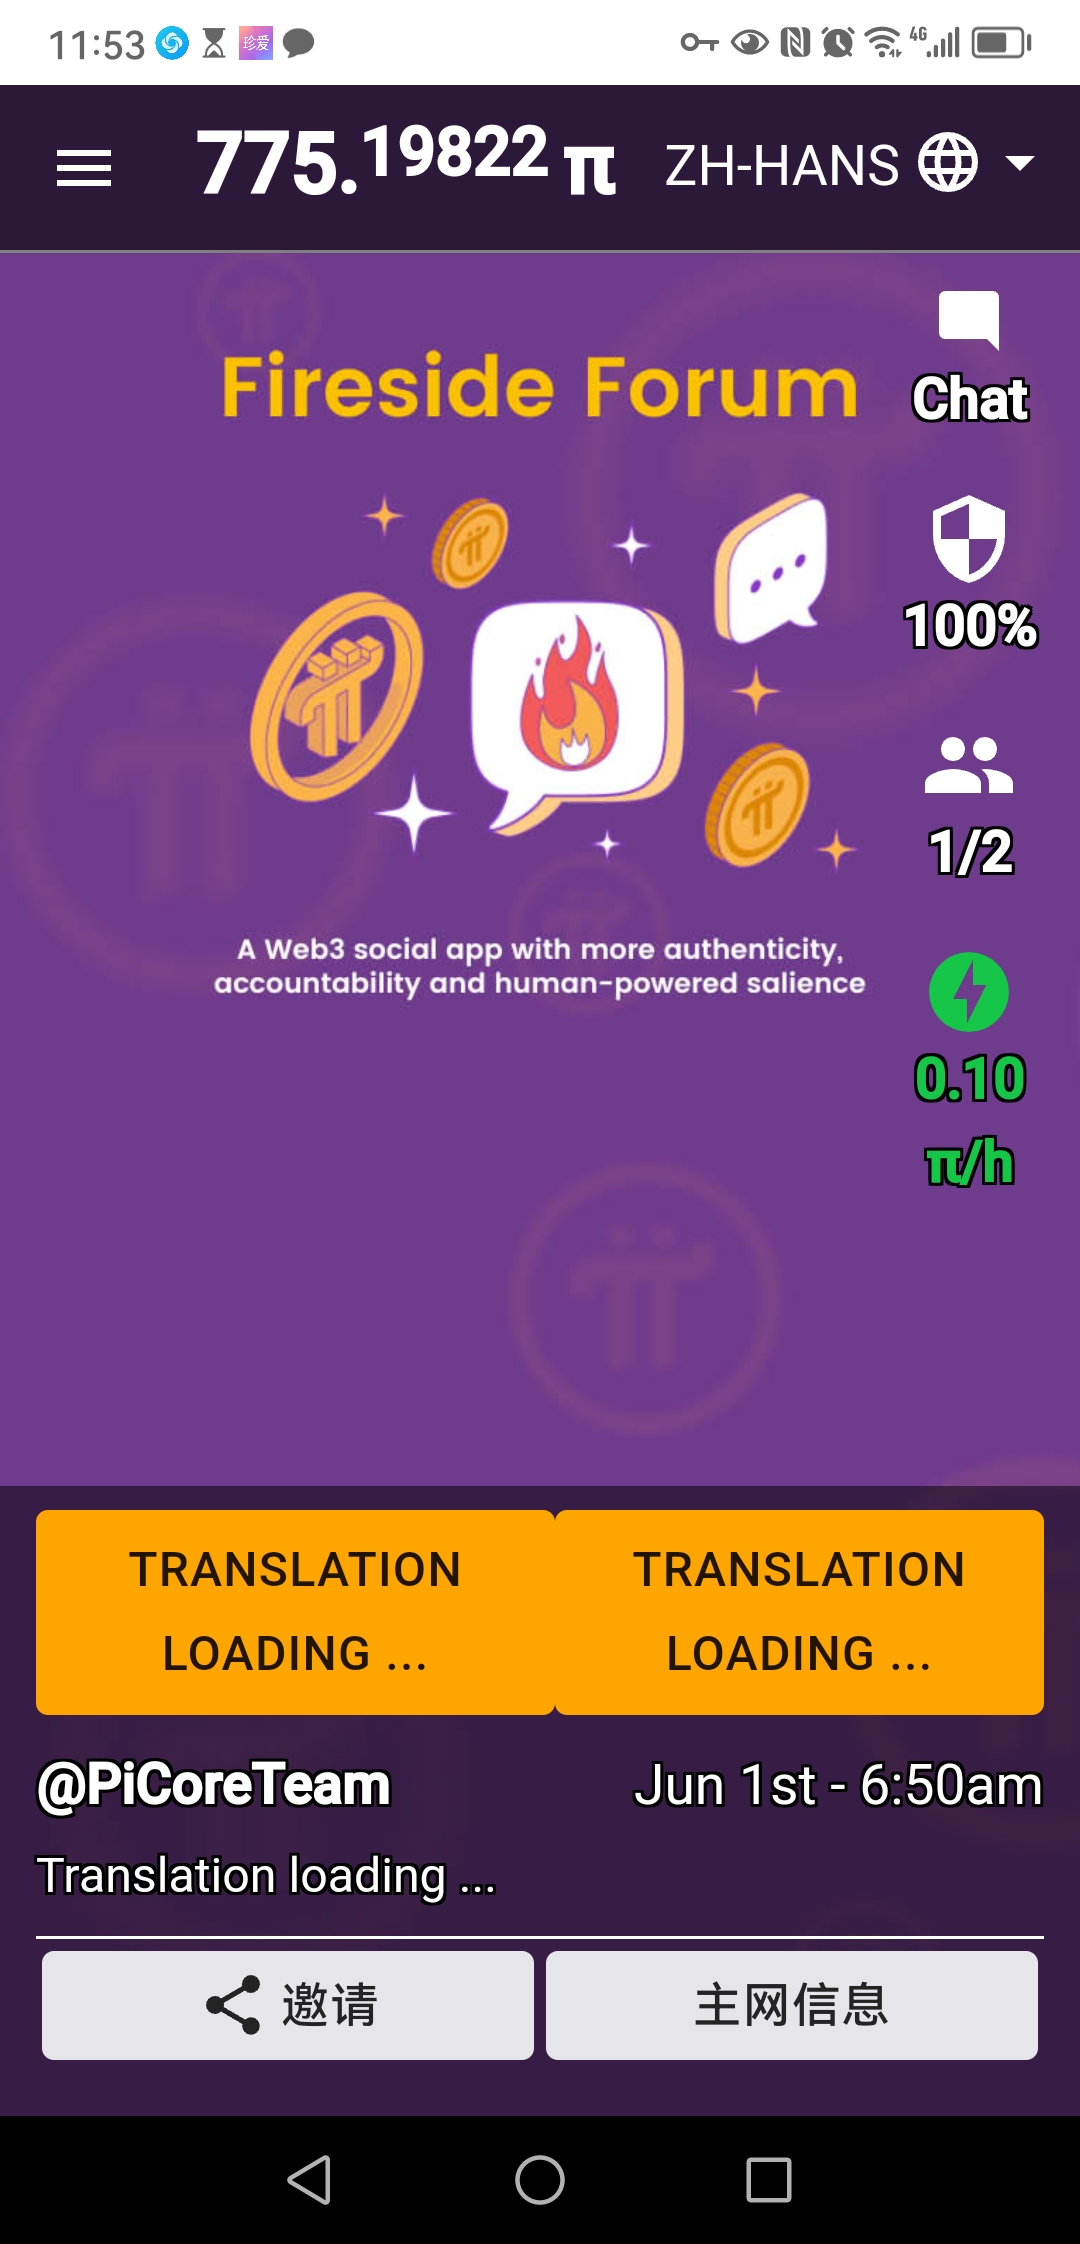 11:53
珍爱
4G
775.19822 π
ZH-HANS
Fireside Forum
Chat
100%
1/2
A Web3 social app with more authenticity,
accountability and human-powered salience
0.10
π/h
TRANSLATION
LOADING ...
TRANSLATION
LOADING ...
@PiCoreTeam
Jun 1st - 6:50am
Translation loading ...
邀请
主网信息